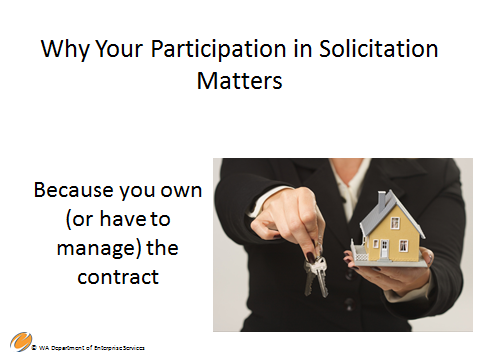 Why Your Participation in Solicitation
Matters
Because you own
(or have to
manage) the
contract
© WA Department of Enterprise Services